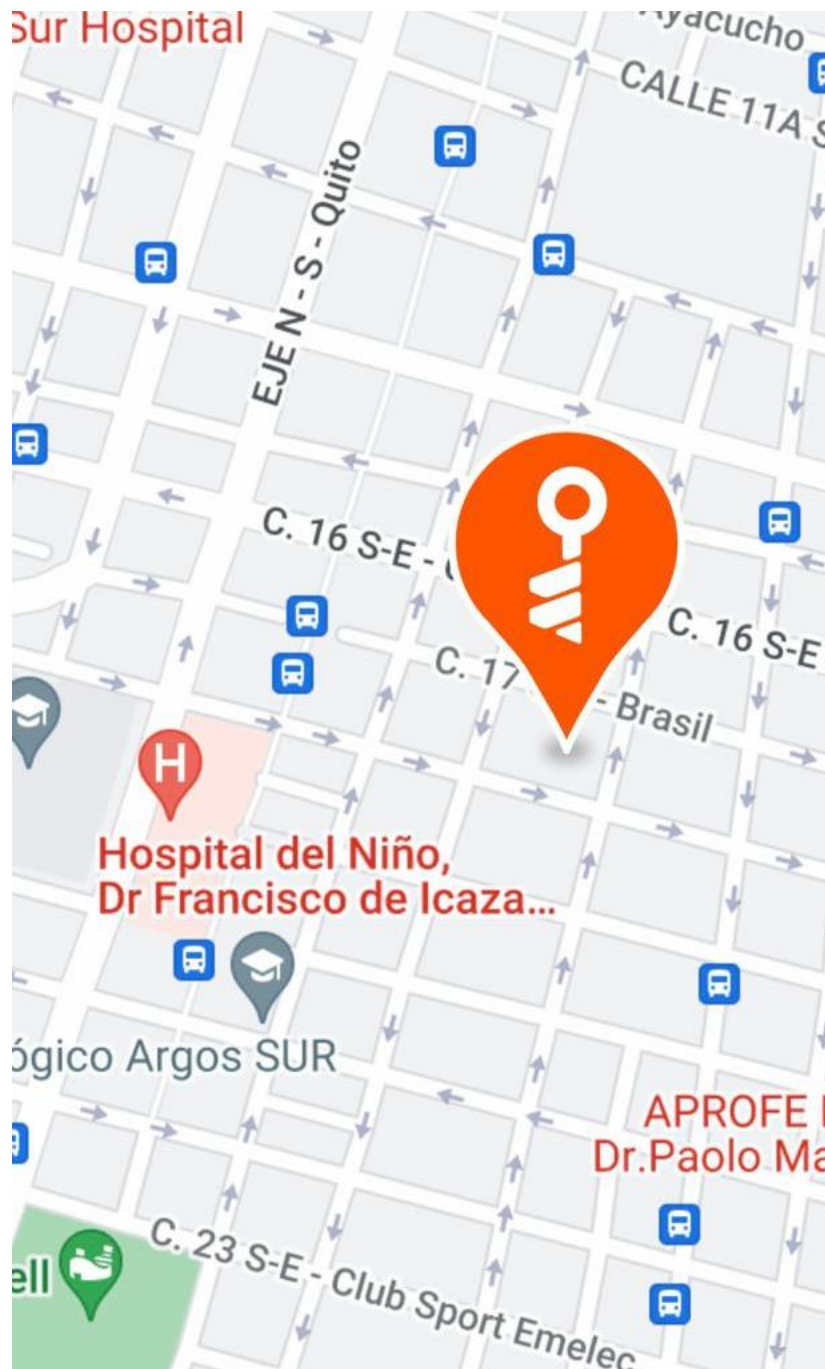 Sur Hospital
Ayacucho
CALLE 11A S
EJE N - S - Quito
C. 16 S-E -
C. 16 S-E
C. 17 - Brasil
H
Hospital del Niño,
Dr Francisco de Icaza...
ógico Argos SUR
APROFE
Dr.Paolo Ma
ell
C. 23 S-E - Club Sport Emelec